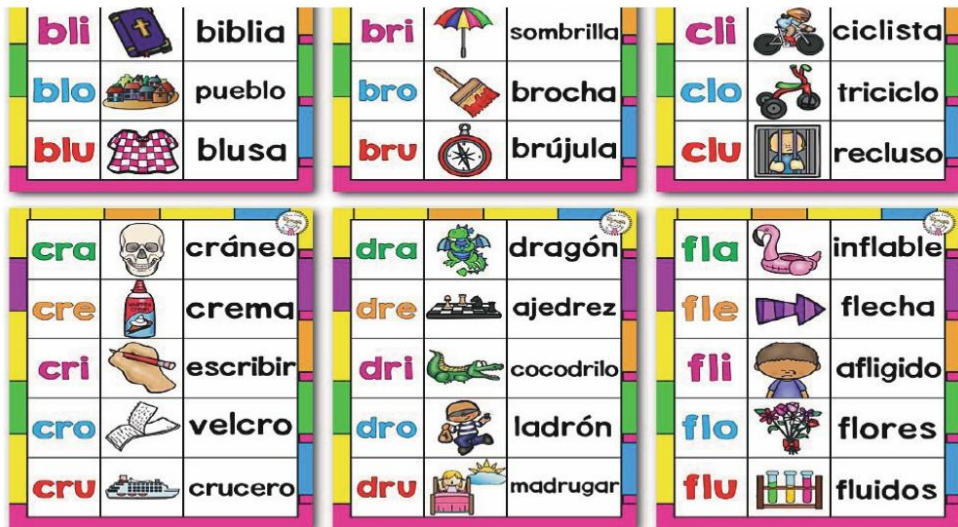 bli biblia
blo pueblo
blu blusa
bri sombrilla
bro brocha
bru brújula
cli ciclista
clo triciclo
clu recluso
cra cráneo
cre crema
cri escribir
cro velcro
cru crucero
dra dragón
dre ajedrez
dri cocodrilo
dro ladrón
dru madrugar
fla inflable
fle flecha
fli afligido
flo flores
flu fluidos